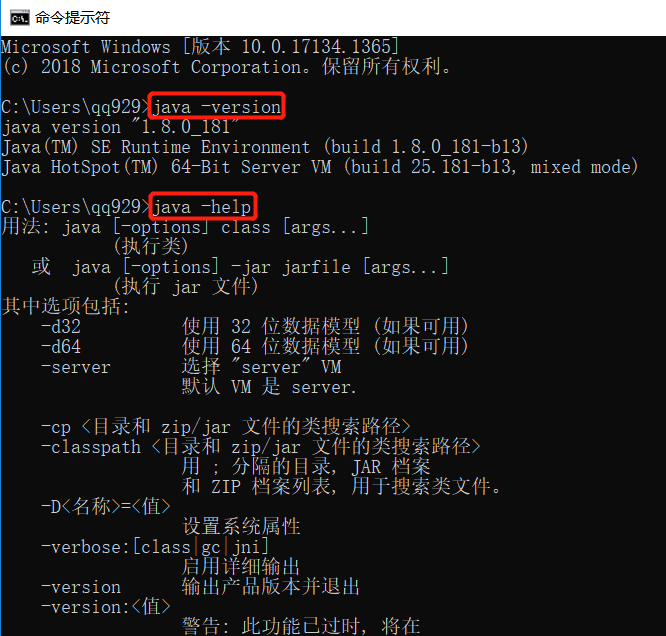 命令提示符
Microsoft Windows [版本 10.0.17134.1365]
(c) 2018 Microsoft Corporation。保留所有权利。
C:\Users\qq929>java -version
java version "1.8.0_181"
Java(TM) SE Runtime Environment (build 1.8.0_181-b13)
Java HotSpot(TM) 64-Bit Server VM (build 25.181-b13, mixed mode)
C:\Users\qq929>java -help
用法: java [-options] class [args...]
(执行类)
或 java [-options] -jar jarfile [args...]
(执行 jar 文件)
其中选项包括:
-d32 使用 32 位数据模型 (如果可用)
-d64 使用 64 位数据模型 (如果可用)
-server 选择 "server" VM
默认 VM 是 server.
-cp <目录和 zip/jar 文件的类搜索路径>
-classpath <目录和 zip/jar 文件的类搜索路径>
用 ; 分隔的目录, JAR 档案
和 ZIP 档案列表, 用于搜索类文件。
-D<名称>=<值>
设置系统属性
-verbose:[class|gc|jni]
启用详细输出
-version 输出产品版本并退出
-version:<值>
警告: 此功能已过时, 将在